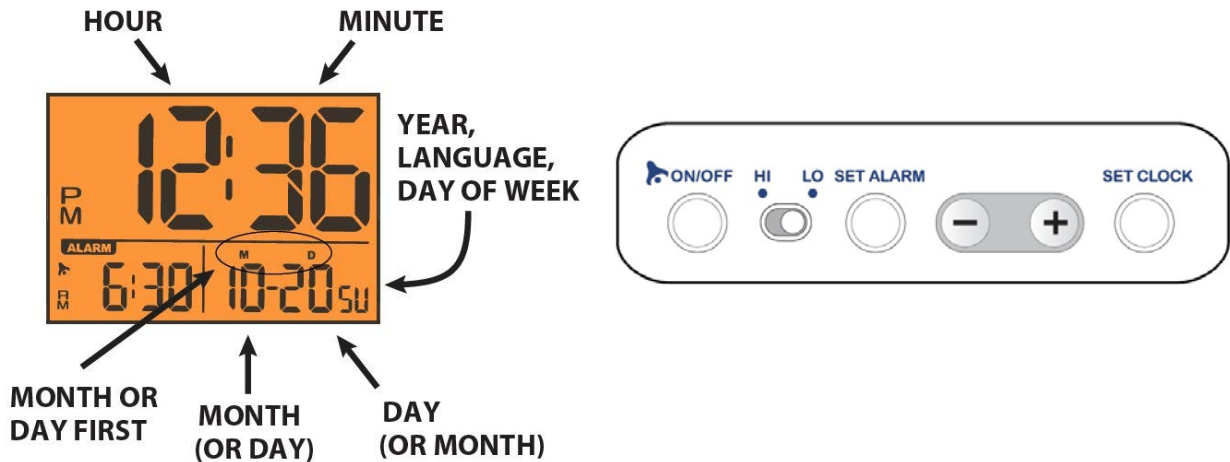 HOUR
MINUTE
12:36
PM
YEAR,
LANGUAGE,
DAY OF WEEK
ALARM
M D
AM 6:30 10-20 SU
MONTH OR
DAY FIRST
MONTH
(OR DAY)
DAY
(OR MONTH)
ON/OFF HI LO SET ALARM SET CLOCK
− +